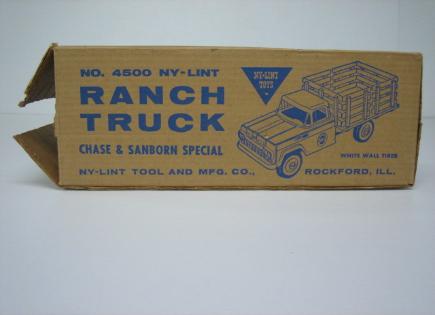 NO. 4500 NY-LINT
RANCH
TRUCK
CHASE & SANBORN SPECIAL
NY-LINT TOOL AND MFG. CO., ROCKFORD, ILL.
NY-LINT
TOYS
WHITE WALL TIRES